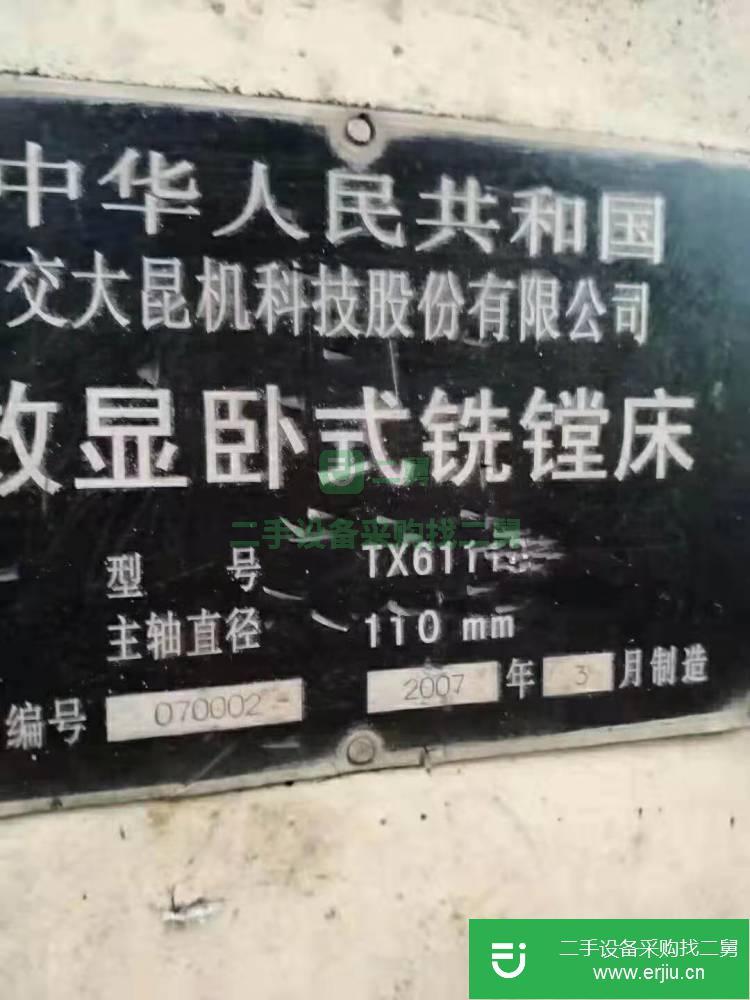 中华人民共和国
交大昆机科技股份有限公司
数显卧式铣镗床
二舅
二手设备采购找二舅
型 号 TX611
主轴直径 110 mm
编号 070002 2007 年 3 月制造
二手设备采购找二舅
www.erjiu.cn